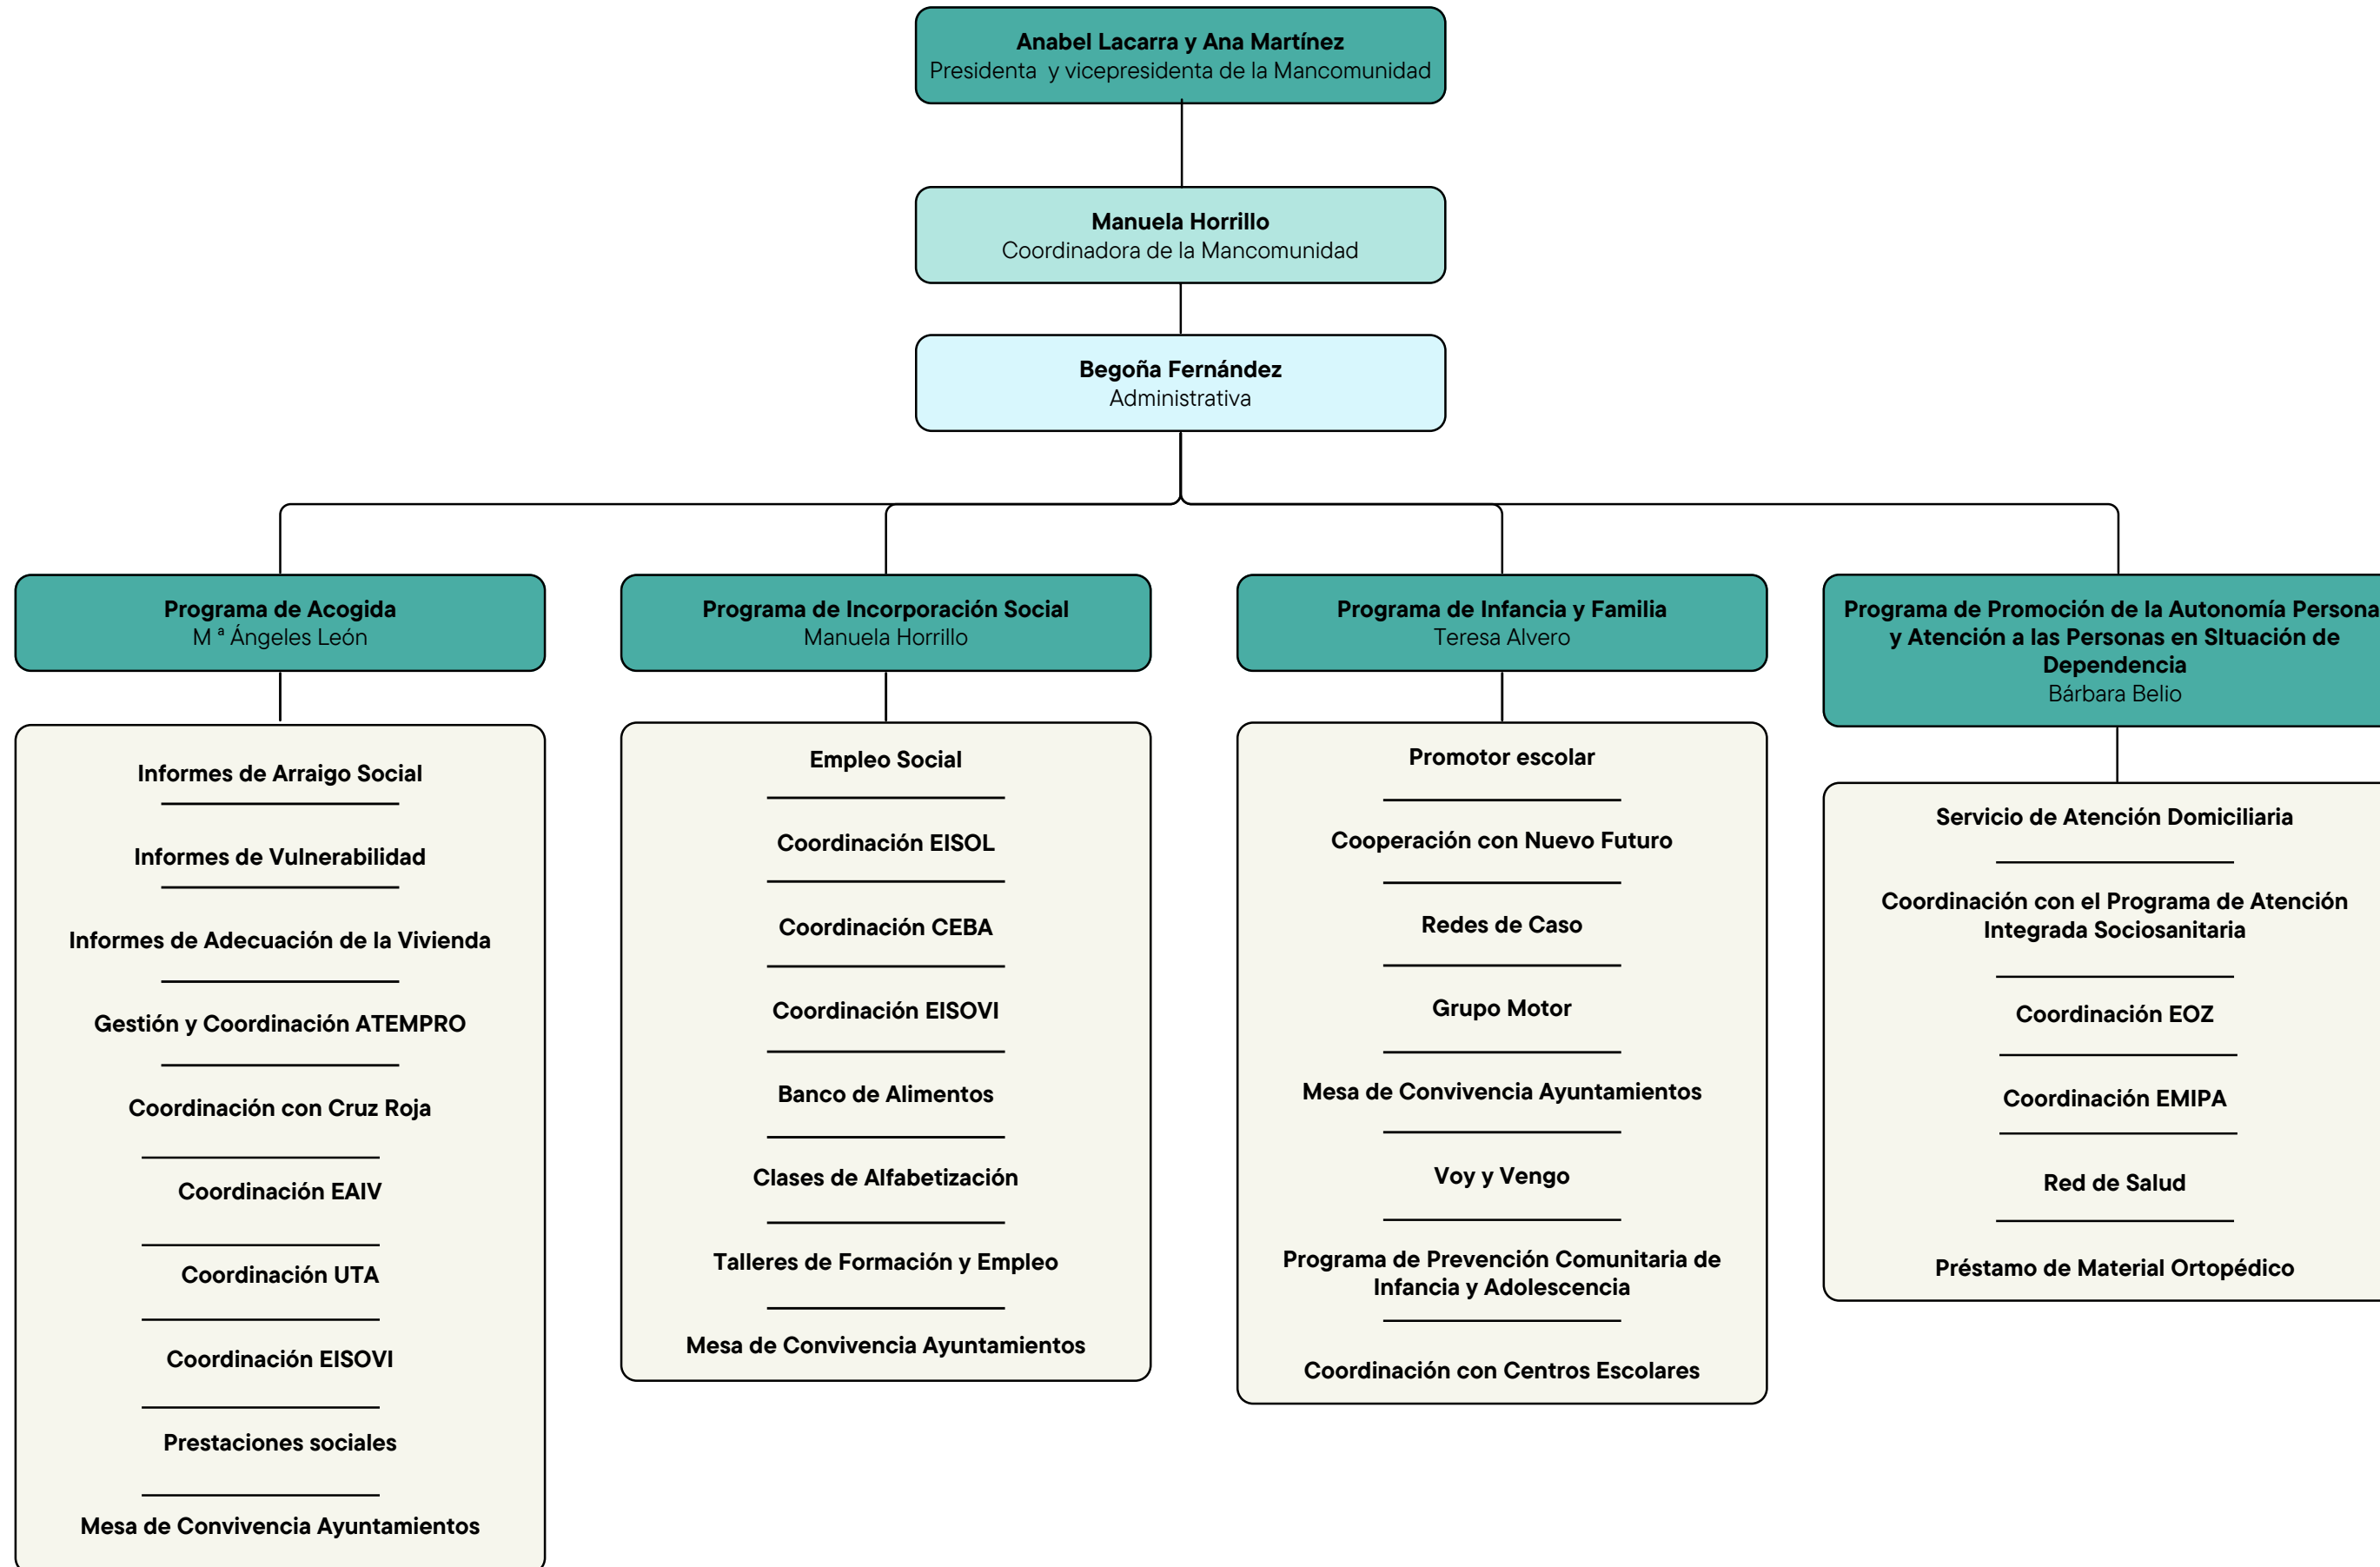 Anabel Lacarra y Ana Martínez
Presidenta y vicepresidenta de la Mancomunidad
Manuela Horrillo
Coordinadora de la Mancomunidad
Begoña Fernández
Administrativa
Programa de Acogida
M ª Ángeles León
Informes de Arraigo Social
Informes de Vulnerabilidad
Informes de Adecuación de la Vivienda
Gestión y Coordinación ATEMPRO
Coordinación con Cruz Roja
Coordinación EAIV
Coordinación UTA
Coordinación EISOVI
Prestaciones sociales
Mesa de Convivencia Ayuntamientos
Programa de Incorporación Social
Manuela Horrillo
Empleo Social
Coordinación EISOL
Coordinación CEBA
Coordinación EISOVI
Banco de Alimentos
Clases de Alfabetización
Talleres de Formación y Empleo
Mesa de Convivencia Ayuntamientos
Programa de Infancia y Familia
Teresa Alvero
Promotor escolar
Cooperación con Nuevo Futuro
Redes de Caso
Grupo Motor
Mesa de Convivencia Ayuntamientos
Voy y Vengo
Programa de Prevención Comunitaria de
Infancia y Adolescencia
Coordinación con Centros Escolares
Programa de Promoción de la Autonomía Persona
y Atención a las Personas en SItuación de
Dependencia
Bárbara Belio
Servicio de Atención Domiciliaria
Coordinación con el Programa de Atención
Integrada Sociosanitaria
Coordinación EOZ
Coordinación EMIPA
Red de Salud
Préstamo de Material Ortopédico